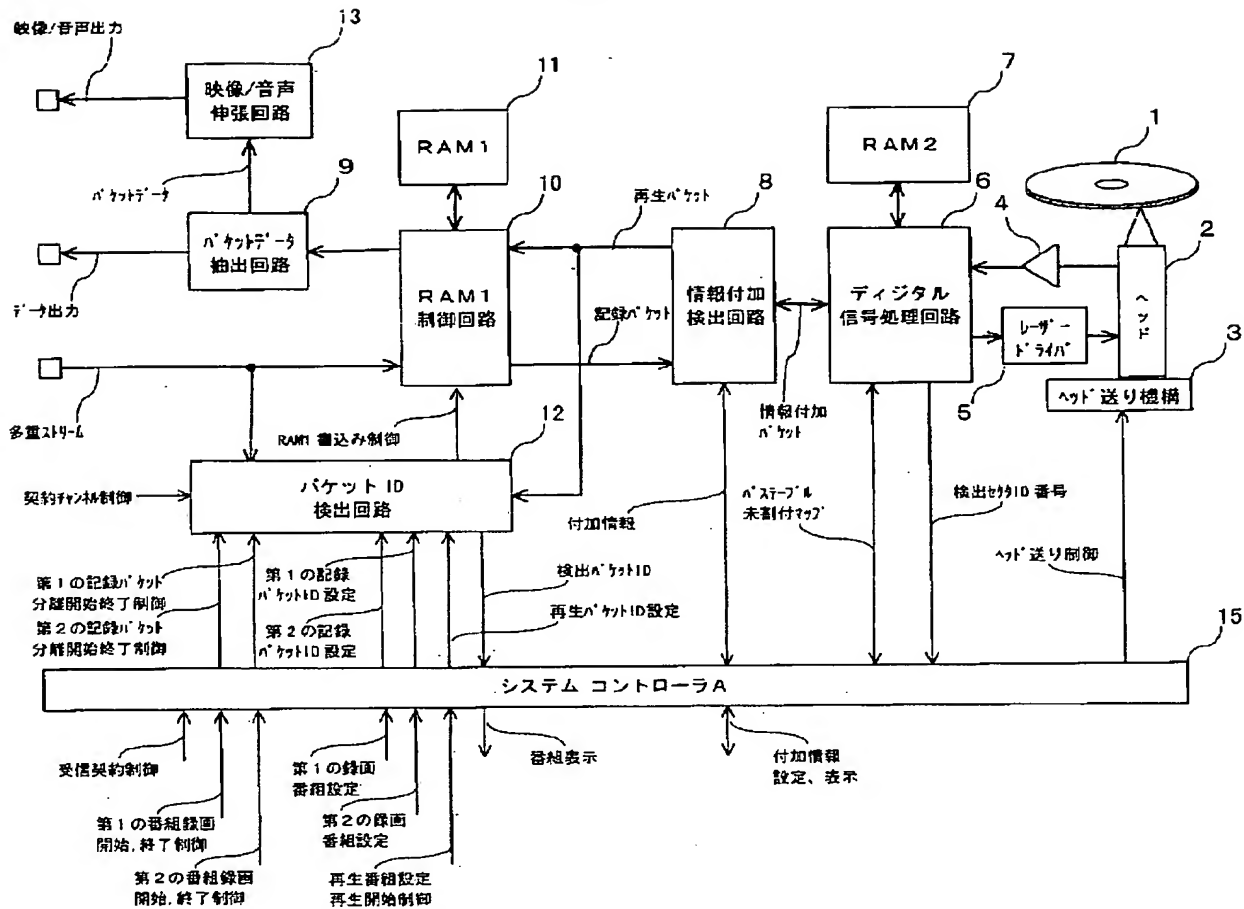 映像/音声出力
13
映像/音声
伸張回路
11
RAM1
7
RAM2
1
パケットデータ
9
10
再生パケット
8
6
4
2
パケットデータ
抽出回路
データ出力
RAM1
制御回路
情報付加
検出回路
ディジタル
信号処理回路
ヘッド
記録パケット
レーザー
ドライバ
3
5
ヘッド送り機構
多重ストリーム
RAM1 書込み制御
12
情報付加
パケット
契約チャンネル制御
パケット ID
検出回路
付加情報
パステーブル
未割付マップ
検出セクタID 番号
第1の記録パケット
分離開始終了制御
第2の記録パケット
分離開始終了制御
第1の記録
パケットID 設定
第2の記録
パケットID 設定
検出パケットID
再生パケットID設定
ヘッド送り制御
15
システム コントローラA
受信契約制御
第1の番組録画
開始,終了制御
第2の番組録画
開始,終了制御
第1の録画
番組設定
第2の録画
番組設定
再生番組設定
再生開始制御
番組表示
付加情報
設定、表示